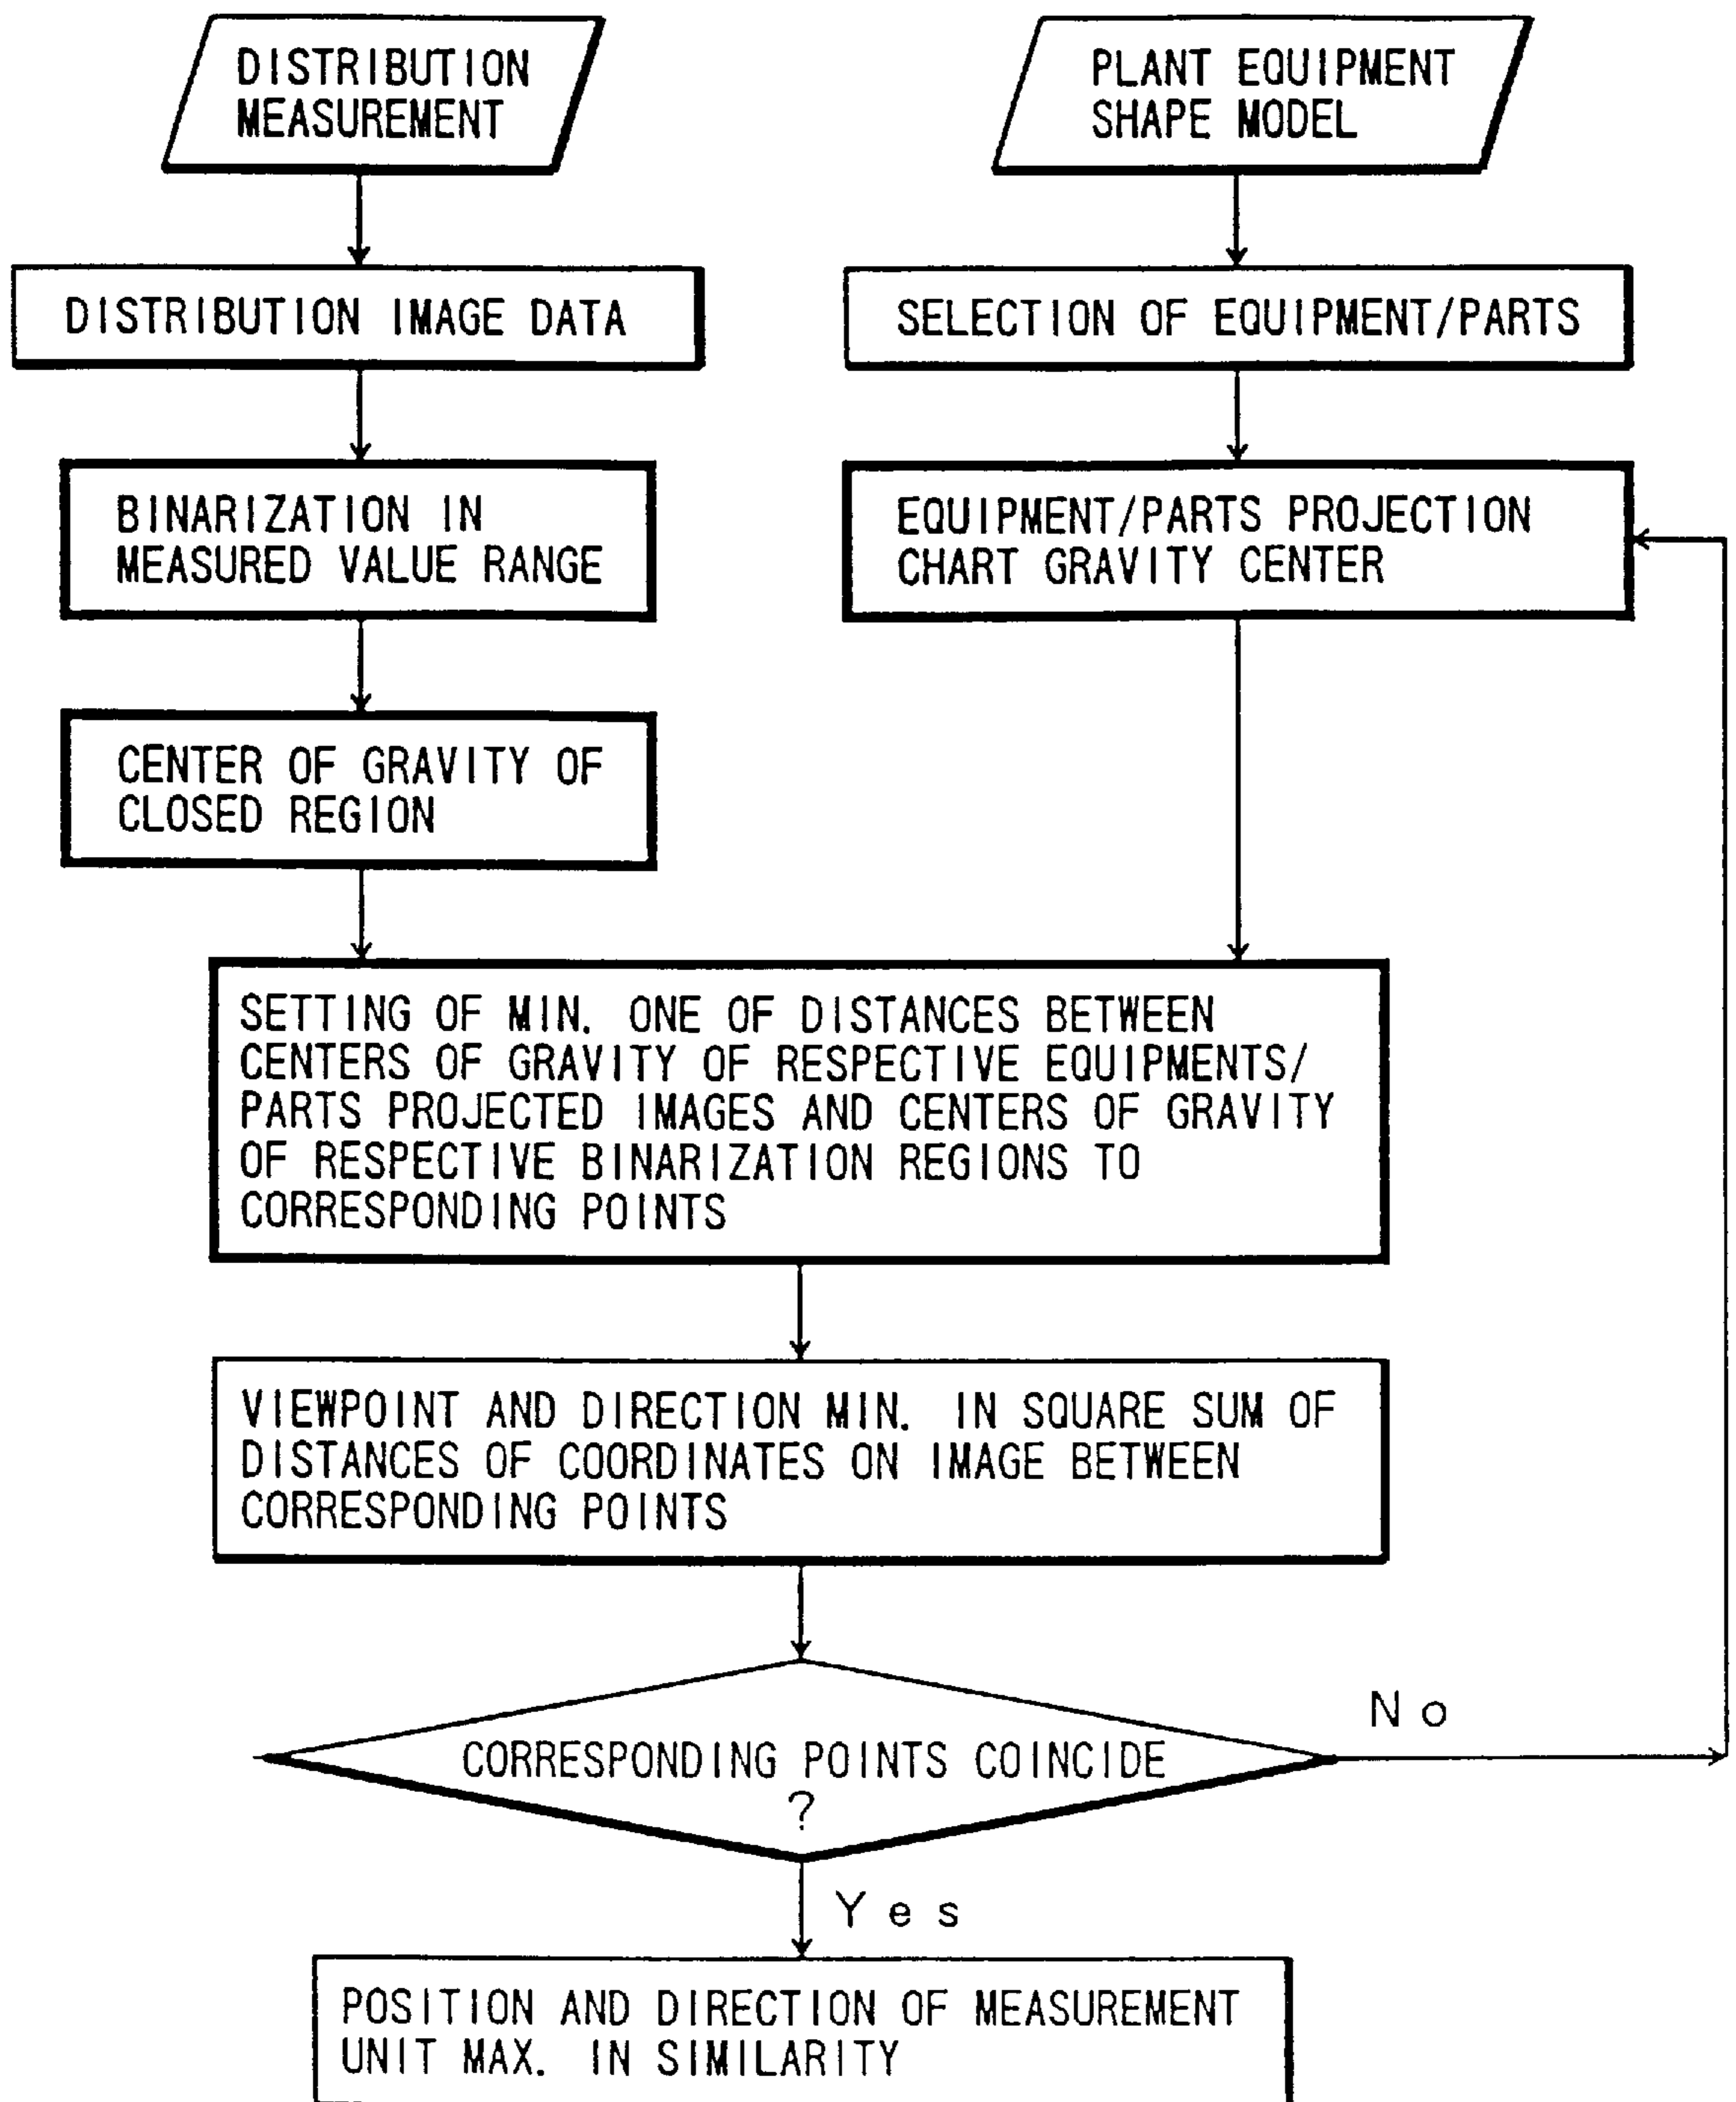 DISTRIBUTION
MEASUREMENT
PLANT EQUIPMENT
SHAPE MODEL
DISTRIBUTION IMAGE DATA
SELECTION OF EQUIPMENT/PARTS
BINARIZATION IN
MEASURED VALUE RANGE
EQUIPMENT/PARTS PROJECTION
CHART GRAVITY CENTER
CENTER OF GRAVITY OF
CLOSED REGION
SETTING OF MIN. ONE OF DISTANCES BETWEEN
CENTERS OF GRAVITY OF RESPECTIVE EQUIPMENTS/
PARTS PROJECTED IMAGES AND CENTERS OF GRAVITY
OF RESPECTIVE BINARIZATION REGIONS TO
CORRESPONDING POINTS
VIEWPOINT AND DIRECTION MIN. IN SQUARE SUM OF
DISTANCES OF COORDINATES ON IMAGE BETWEEN
CORRESPONDING POINTS
No
CORRESPONDING POINTS COINCIDE
?
Yes
POSITION AND DIRECTION OF MEASUREMENT
UNIT MAX. IN SIMILARITY